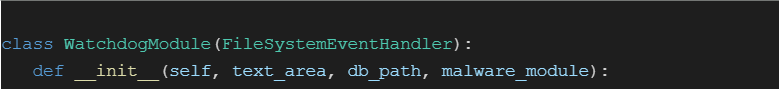 class WatchdogModule(FileSystemEventHandler):
def __init__(self, text_area, db_path, malware_module):